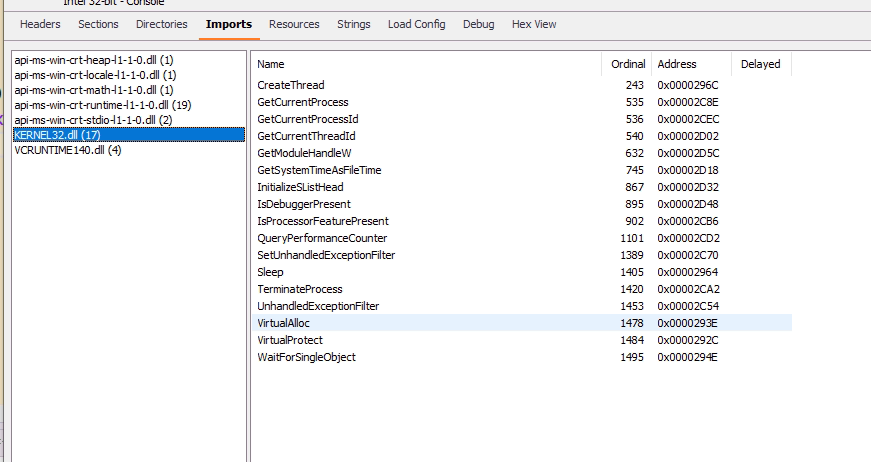 Intel 32-bit - Console
Headers Sections Directories Imports Resources Strings Load Config Debug Hex View
api-ms-win-crt-heap-l1-1-0.dll (1)
api-ms-win-crt-locale-l1-1-0.dll (1)
api-ms-win-crt-math-l1-1-0.dll (1)
api-ms-win-crt-runtime-l1-1-0.dll (19)
api-ms-win-crt-stdio-l1-1-0.dll (2)
KERNEL32.dll (17)
VCRUNTIME140.dll (4)
Name Ordinal Address Delayed
CreateThread 243 0x0000296C
GetCurrentProcess 535 0x00002C8E
GetCurrentProcessId 536 0x00002CEC
GetCurrentThreadId 540 0x00002D02
GetModuleHandleW 632 0x00002D5C
GetSystemTimeAsFileTime 745 0x00002D18
InitializeSListHead 867 0x00002D32
IsDebuggerPresent 895 0x00002D48
IsProcessorFeaturePresent 902 0x00002CB6
QueryPerformanceCounter 1101 0x00002CD2
SetUnhandledExceptionFilter 1389 0x00002C70
Sleep 1405 0x00002964
TerminateProcess 1420 0x00002CA2
UnhandledExceptionFilter 1453 0x00002C54
VirtualAlloc 1478 0x0000293E
VirtualProtect 1484 0x0000292C
WaitForSingleObject 1495 0x0000294E